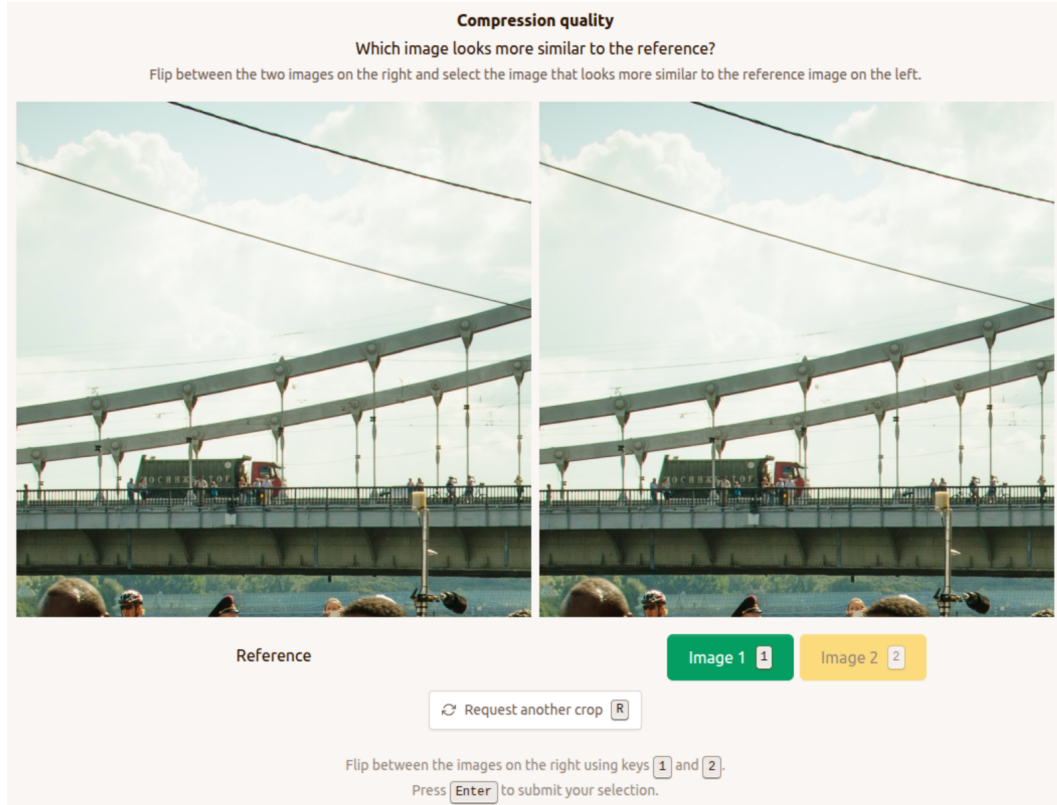 Compression quality
Which image looks more similar to the reference?
Flip between the two images on the right and select the image that looks more similar to the reference image on the left.
Reference
Image 1 1
Image 2 2
Request another crop R
Flip between the images on the right using keys 1 and 2.
Press Enter to submit your selection.